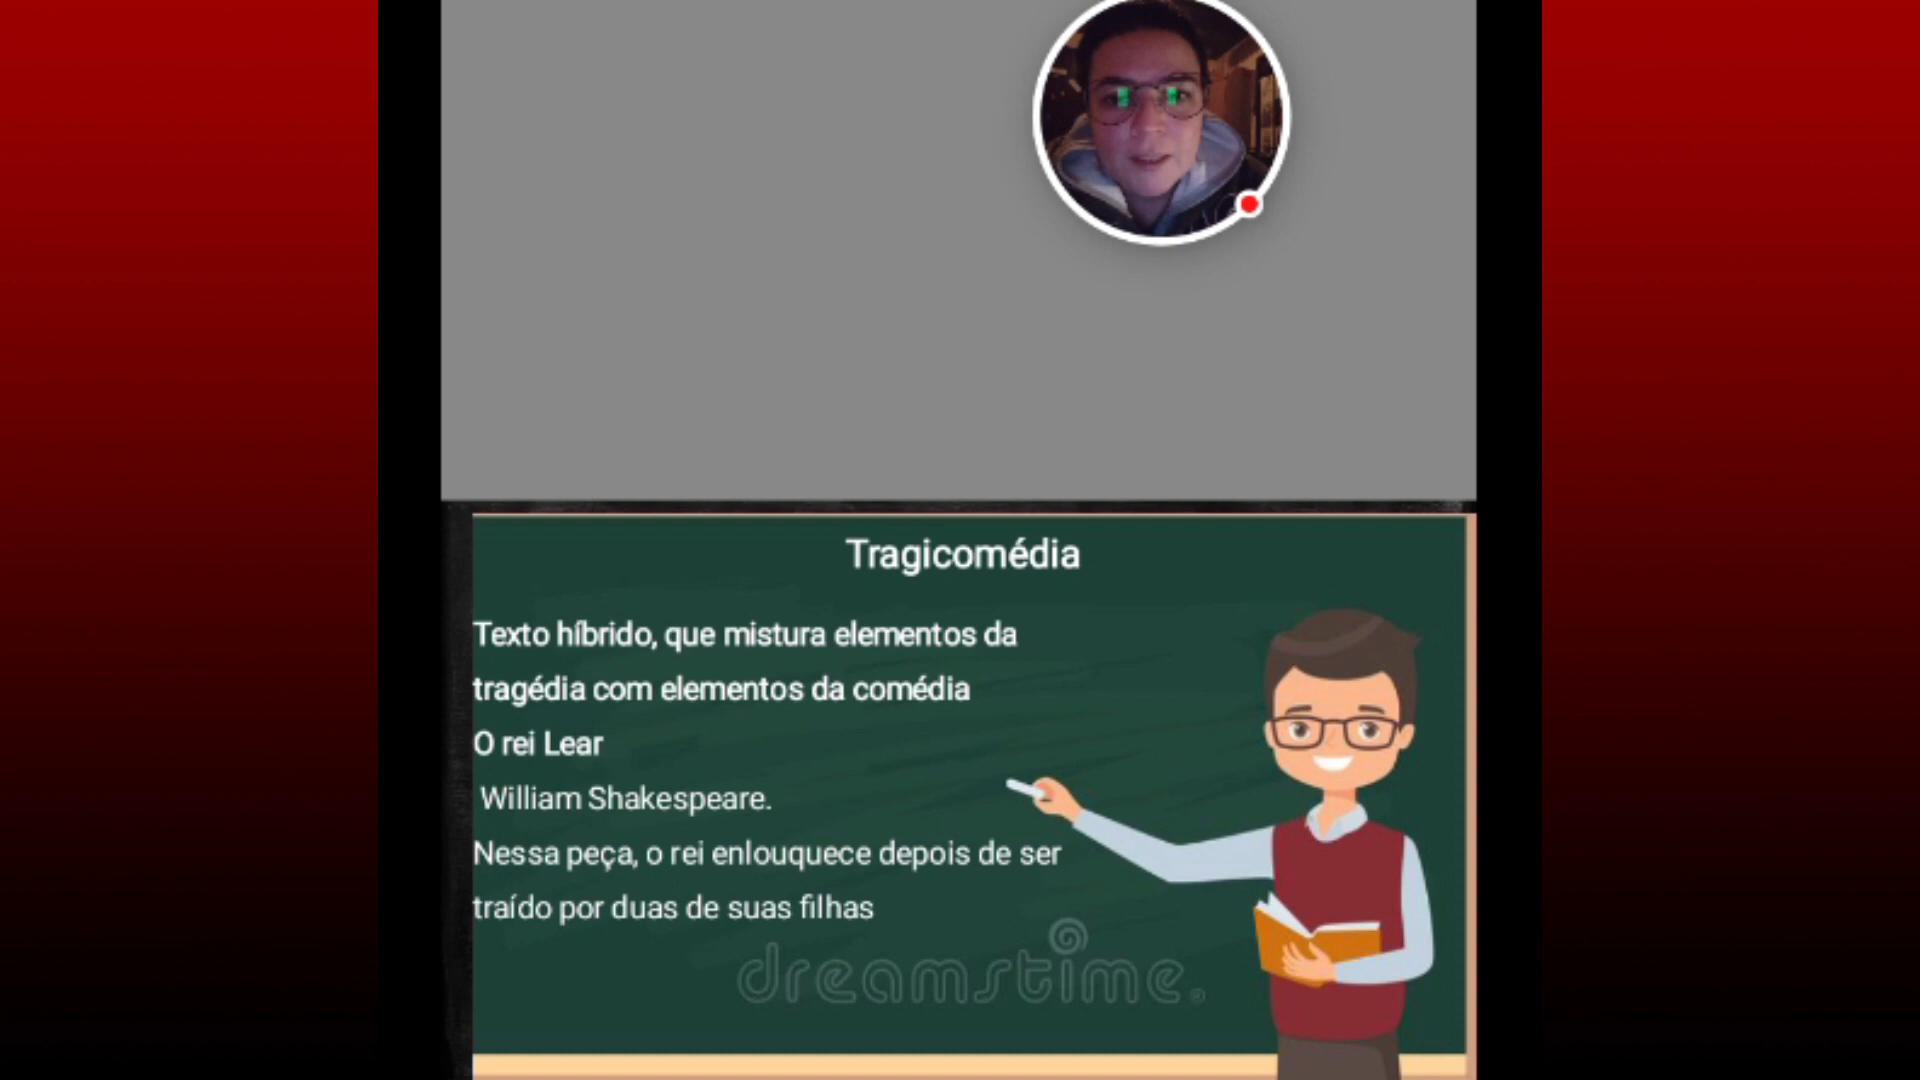 Tragicomédia
Texto híbrido, que mistura elementos da
tragédia com elementos da comédia
O rei Lear
William Shakespeare.
Nessa peça, o rei enlouquece depois de ser
traído por duas de suas filhas
dreamstime.